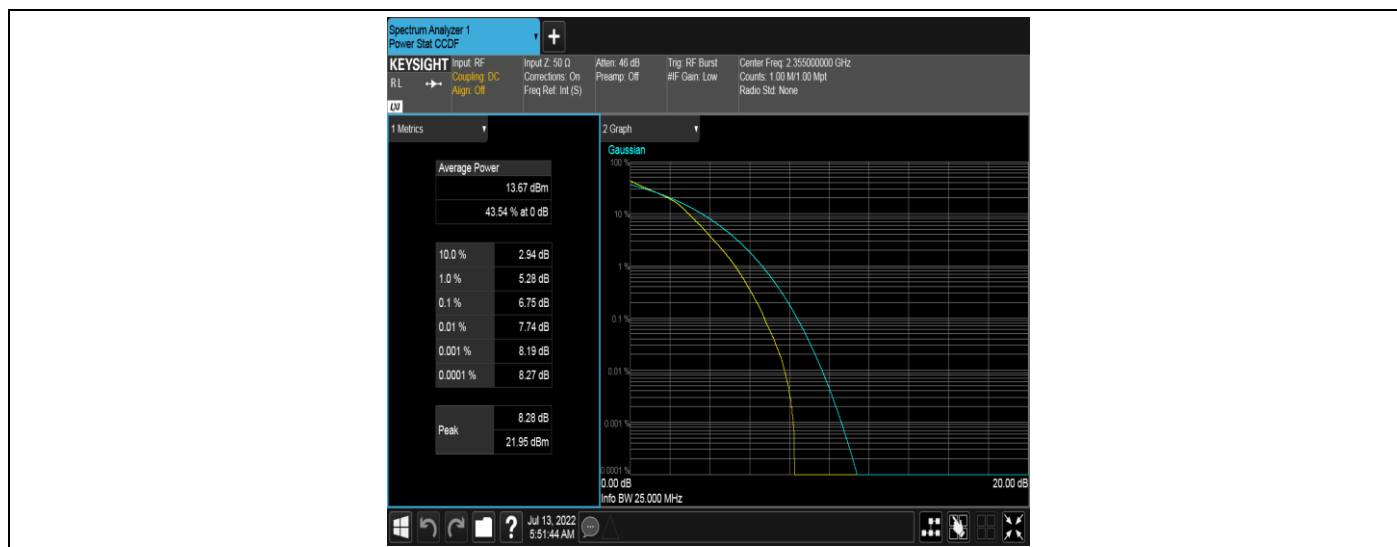 Spectrum Analyzer 1
Power Stat CCDF
KEYSIGHT
RL
LXI
Input: RF
Coupling: DC
Align: Off
Input Z: 50 Ω
Corrections: On
Freq Ref: Int (S)
Atten: 46 dB
Preamp: Off
Trig: RF Burst
#IF Gain: Low
Center Freq: 2.355000000 GHz
Counts: 1.00 M/1.00 Mpt
Radio Std: None
1 Metrics
Average Power
13.67 dBm
43.54 % at 0 dB
10.0 % 2.94 dB
1.0 % 5.28 dB
0.1 % 6.75 dB
0.01 % 7.74 dB
0.001 % 8.19 dB
0.0001 % 8.27 dB
Peak
8.28 dB
21.95 dBm
2 Graph
Gaussian
100 %
10 %
1 %
0.1 %
0.01 %
0.001 %
0.0001 %
0.00 dB 20.00 dB
Info BW 25.000 MHz
?
Jul 13, 2022
5:51:44 AM